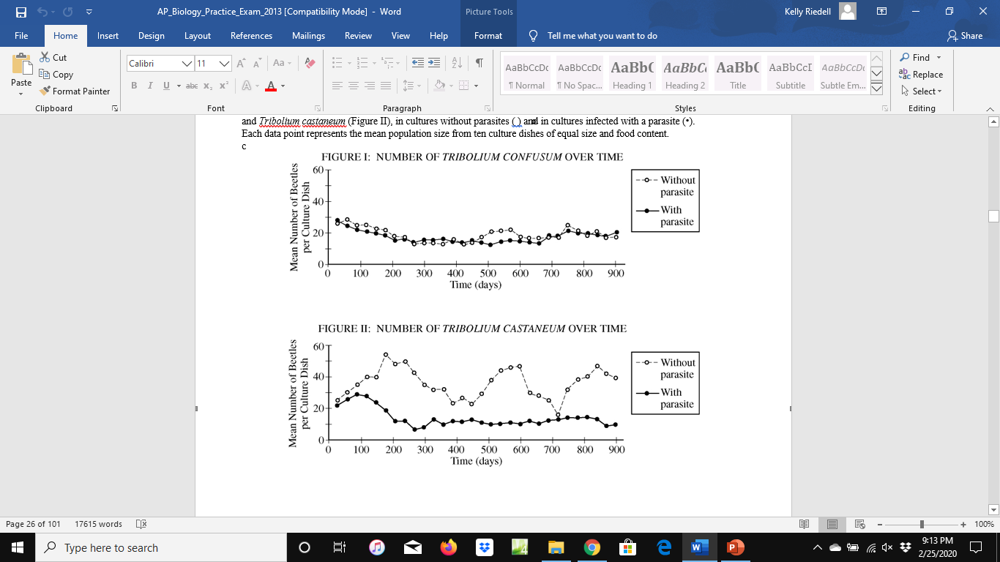 AP_Biology_Practice_Exam_2013 [Compatibility Mode] - Word
Picture Tools
Kelly Riedell
File Home Insert Design Layout References Mailings Review View Help Format Tell me what you want to do Share
Paste
Cut
Copy
Format Painter
Clipboard
Calibri 11
Font
Paragraph
AaBbCcDc AaBbCcDc AaBbC AaBbCc AaBbC AaBbCcI AaBbCcDc
¶ Normal ¶ No Spac... Heading 1 Heading 2 Title Subtitle Subtle Em...
Styles
Find
Replace
Select
Editing
and Tribolium castaneum (Figure II), in cultures without parasites ( ) and in cultures infected with a parasite (•).
Each data point represents the mean population size from ten culture dishes of equal size and food content.
c
FIGURE I: NUMBER OF TRIBOLIUM CONFUSUM OVER TIME
Mean Number of Beetles
per Culture Dish
60
40
20
0
0 100 200 300 400 500 600 700 800 900
Time (days)
Without
parasite
With
parasite
FIGURE II: NUMBER OF TRIBOLIUM CASTANEUM OVER TIME
Mean Number of Beetles
per Culture Dish
60
40
20
0
0 100 200 300 400 500 600 700 800 900
Time (days)
Without
parasite
With
parasite
Page 26 of 101 17615 words
100%
Type here to search
9:13 PM
2/25/2020